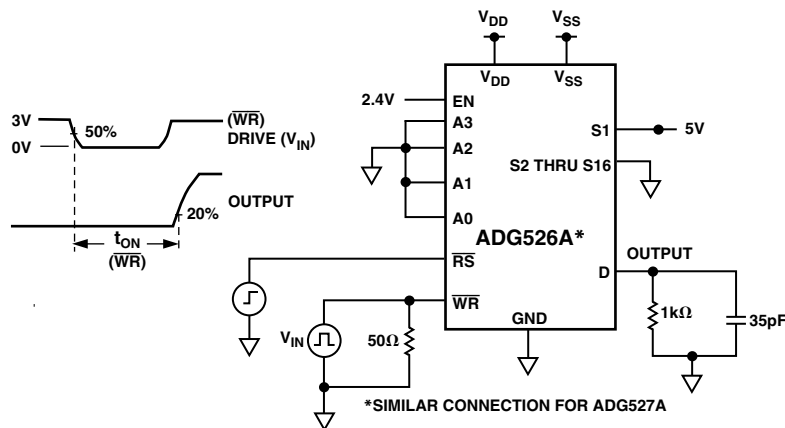 V_DD
V_SS
V_DD
V_SS
2.4V
EN
A3
A2
A1
A0
RS
WR
S1
5V
S2 THRU S16
ADG526A*
D
OUTPUT
GND
1kΩ
35pF
3V
0V
50%
(WR)
DRIVE (V_IN)
OUTPUT
20%
t_ON
(WR)
V_IN
50Ω
*SIMILAR CONNECTION FOR ADG527A